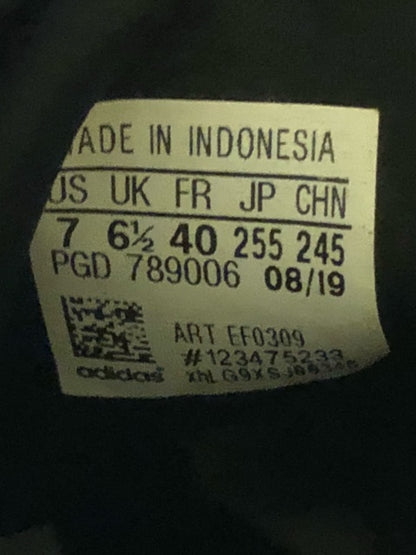 MADE IN INDONESIA
US UK FR JP CHN
7 6½ 40 255 245
PGD 789006 08/19
ART EF0309
#123475233
adidas